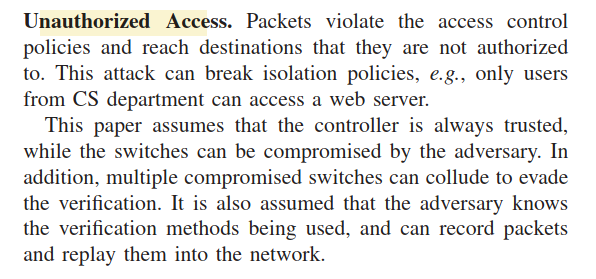 Unauthorized Access. Packets violate the access control
policies and reach destinations that they are not authorized
to. This attack can break isolation policies, e.g., only users
from CS department can access a web server.
This paper assumes that the controller is always trusted,
while the switches can be compromised by the adversary. In
addition, multiple compromised switches can collude to evade
the verification. It is also assumed that the adversary knows
the verification methods being used, and can record packets
and replay them into the network.